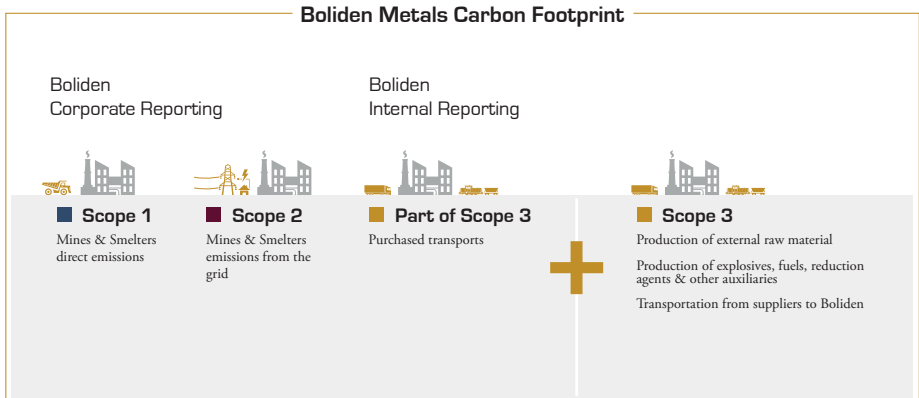 Boliden Metals Carbon Footprint
Boliden
Corporate Reporting
Boliden
Internal Reporting
Scope 1
Mines & Smelters
direct emissions
Scope 2
Mines & Smelters
emissions from the
grid
Part of Scope 3
Purchased transports
Scope 3
Production of external raw material
Production of explosives, fuels, reduction
agents & other auxiliaries
Transportation from suppliers to Boliden